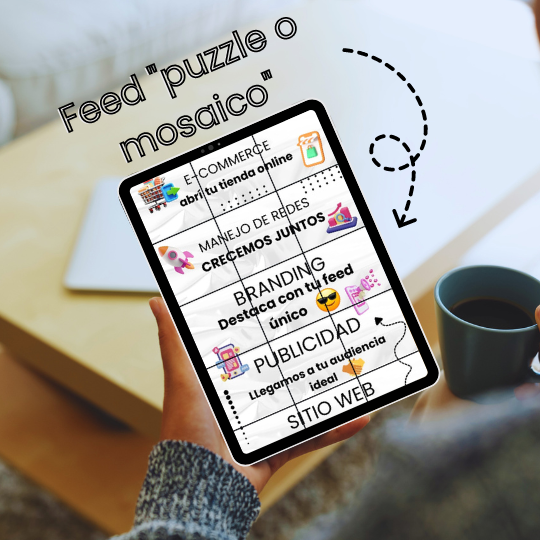 Feed "puzzle o
mosaico"
E-COMMERCE
abrí tu tienda online
MANEJO DE REDES
CRECEMOS JUNTOS
BRANDING
Destaca con tu feed
único
PUBLICIDAD
LLegamos a tu audiencia
ideal
SITIO WEB